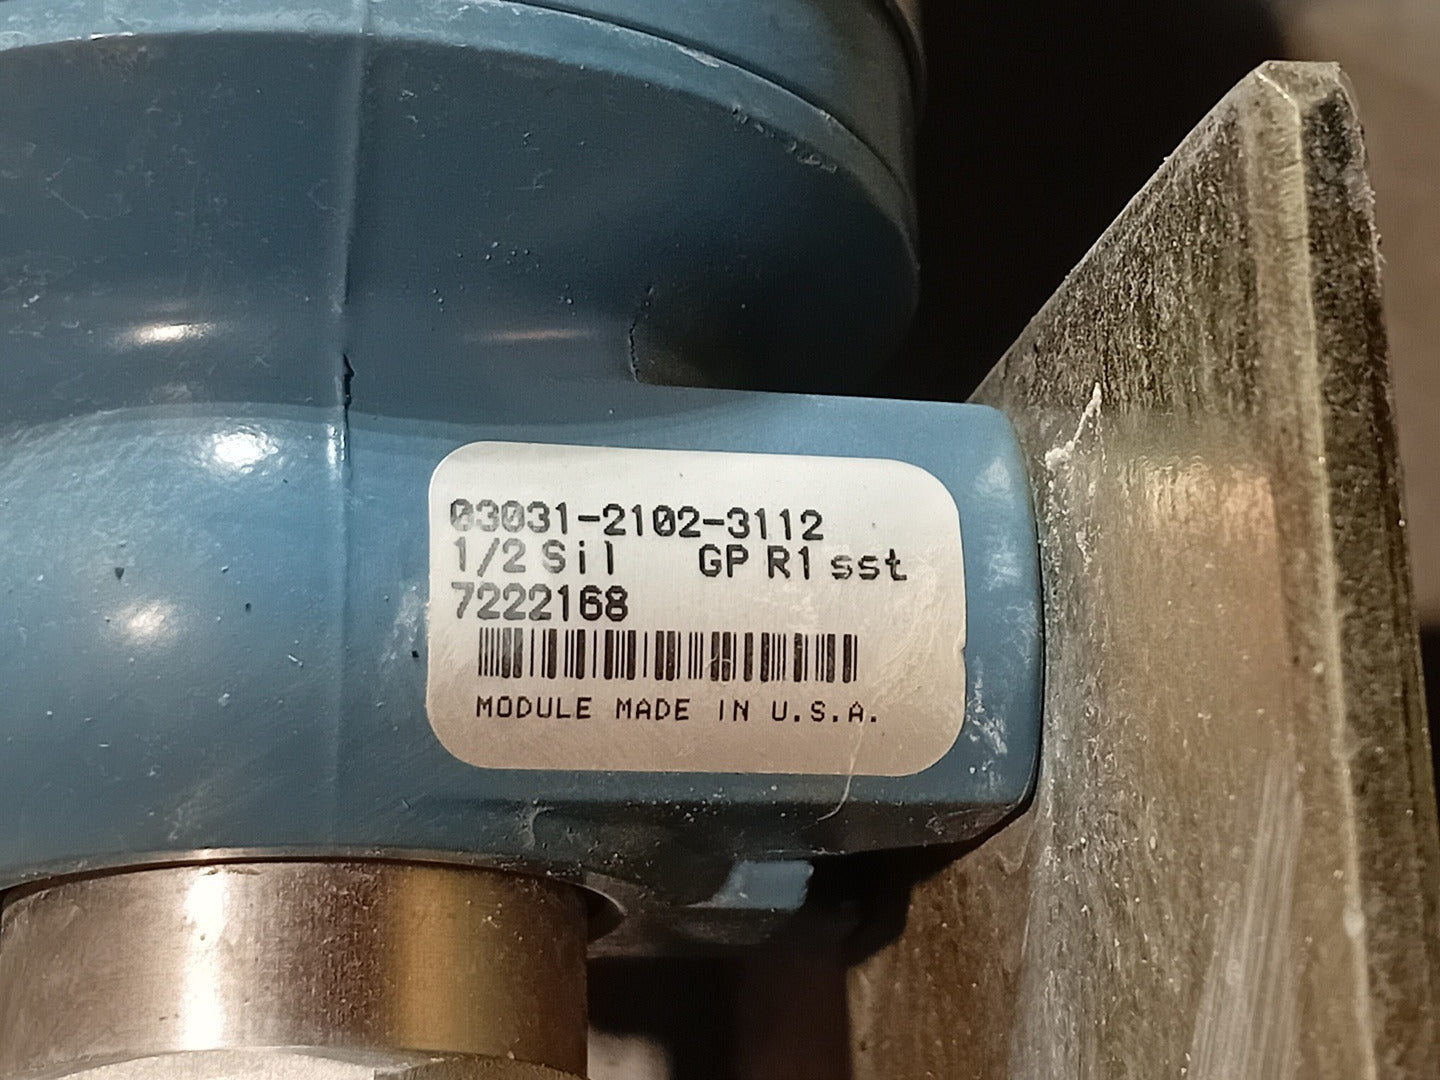 03031-2102-3112
1/2 Sil GP R1 sst
7222168
MODULE MADE IN U.S.A.